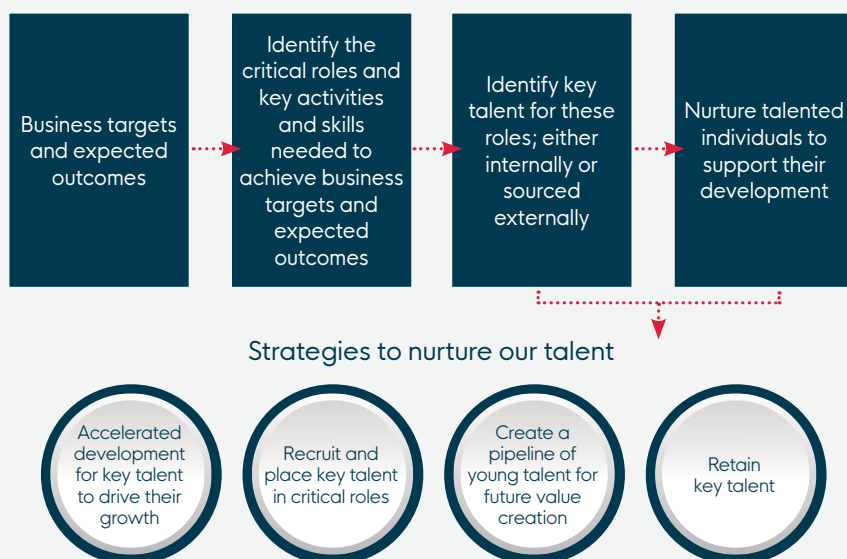 Business targets
and expected
outcomes
Identify the
critical roles and
key activities
and skills
needed to
achieve business
targets and
expected
outcomes
Identify key
talent for these
roles; either
internally or
sourced
externally
Nurture talented
individuals to
support their
development
Strategies to nurture our talent
Accelerated
development
for key talent
to drive their
growth
Recruit and
place key talent
in critical roles
Create a
pipeline of
young talent for
future value
creation
Retain
key talent